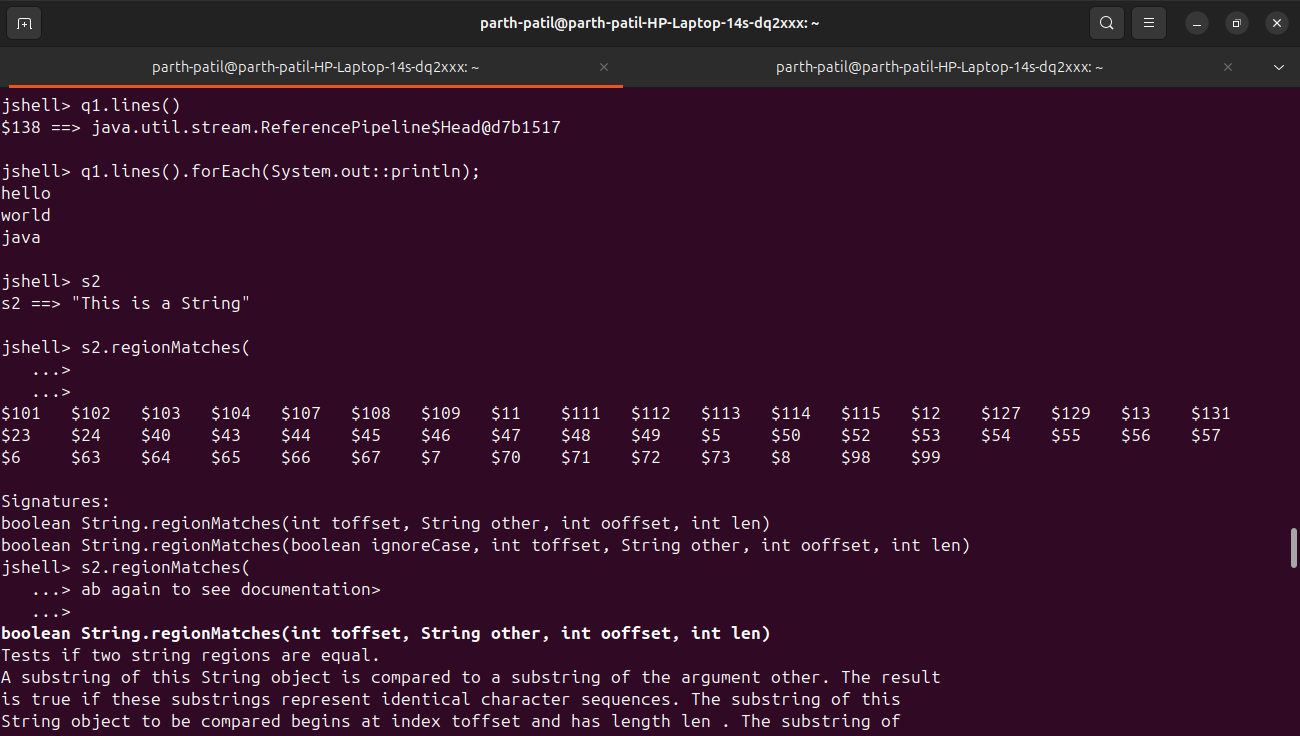 parth-patil@parth-patil-HP-Laptop-14s-dq2xxx: ~
parth-patil@parth-patil-HP-Laptop-14s-dq2xxx: ~
parth-patil@parth-patil-HP-Laptop-14s-dq2xxx: ~
jshell> q1.lines()
$138 ==> java.util.stream.ReferencePipeline$Head@d7b1517
jshell> q1.lines().forEach(System.out::println);
hello
world
java
jshell> s2
s2 ==> "This is a String"
jshell> s2.regionMatches(
   ...>
   ...>
$101   $102   $103   $104   $107   $108   $109   $11    $111   $112   $113   $114   $115   $12    $127   $129   $13    $131
$23    $24    $40    $43    $44    $45    $46    $47    $48    $49    $5     $50    $52    $53    $54    $55    $56    $57
$6     $63    $64    $65    $66    $67    $7     $70    $71    $72    $73    $8     $98    $99
Signatures:
boolean String.regionMatches(int toffset, String other, int ooffset, int len)
boolean String.regionMatches(boolean ignoreCase, int toffset, String other, int ooffset, int len)
jshell> s2.regionMatches(
   ...> ab again to see documentation>
   ...>
boolean String.regionMatches(int toffset, String other, int ooffset, int len)
Tests if two string regions are equal.
A substring of this String object is compared to a substring of the argument other. The result
is true if these substrings represent identical character sequences. The substring of this
String object to be compared begins at index toffset and has length len . The substring of